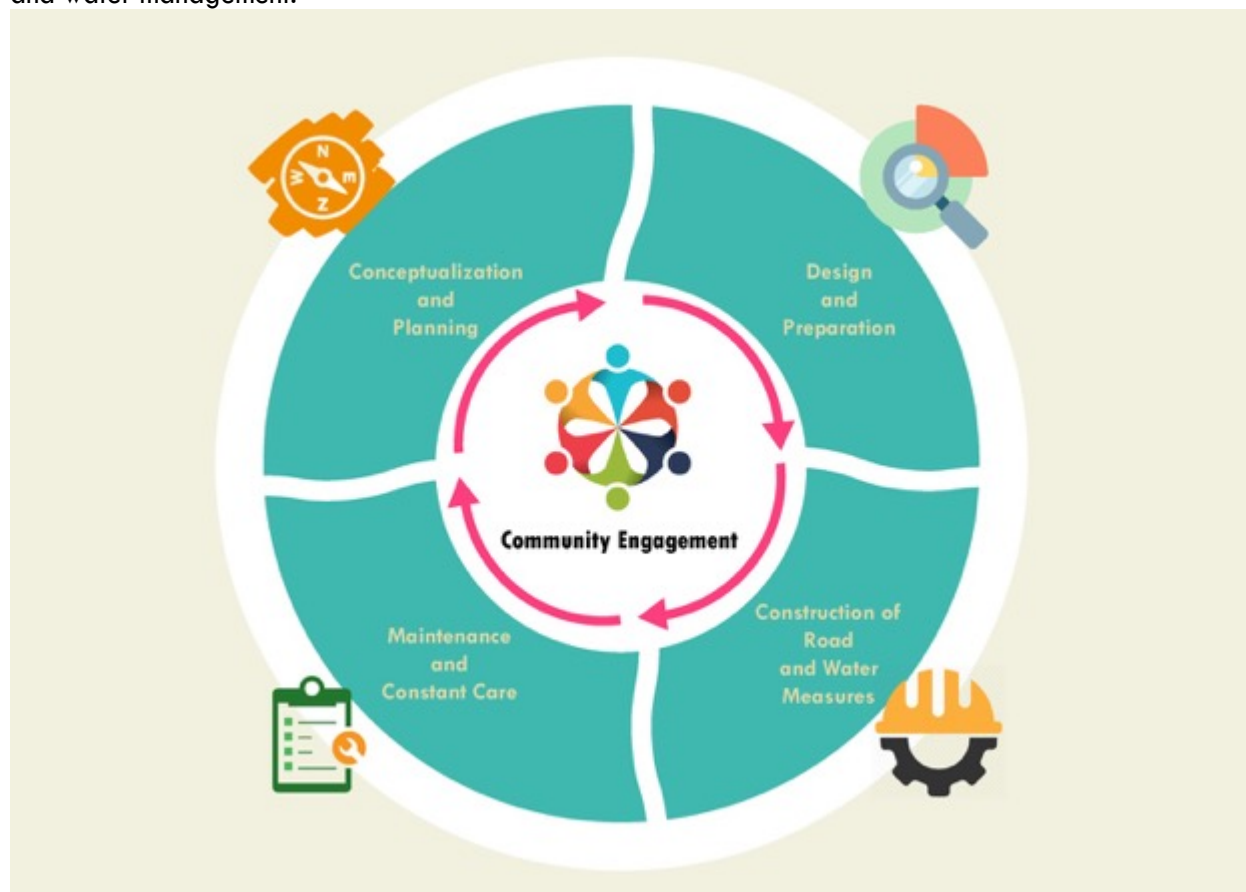 and water management.
Conceptualization
and
Planning
Design
and
Preparation
Community Engagement
Construction of
Road
and Water
Measures
Maintenance
and
Constant Care
N
W
E
Z